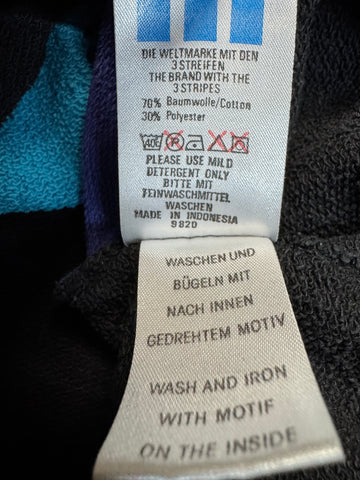 DIE WELTMARKE MIT DEN
3 STREIFEN
THE BRAND WITH THE
3 STRIPES
70% Baumwolle/Cotton
30% Polyester
40° P
PLEASE USE MILD
DETERGENT ONLY
BITTE MIT
FEINWASCHMITTEL
WASCHEN
MADE IN INDONESIA
9820
WASCHEN UND
BÜGELN MIT
NACH INNEN
GEDREHTEM MOTIV
WASH AND IRON
WITH MOTIF
ON THE INSIDE